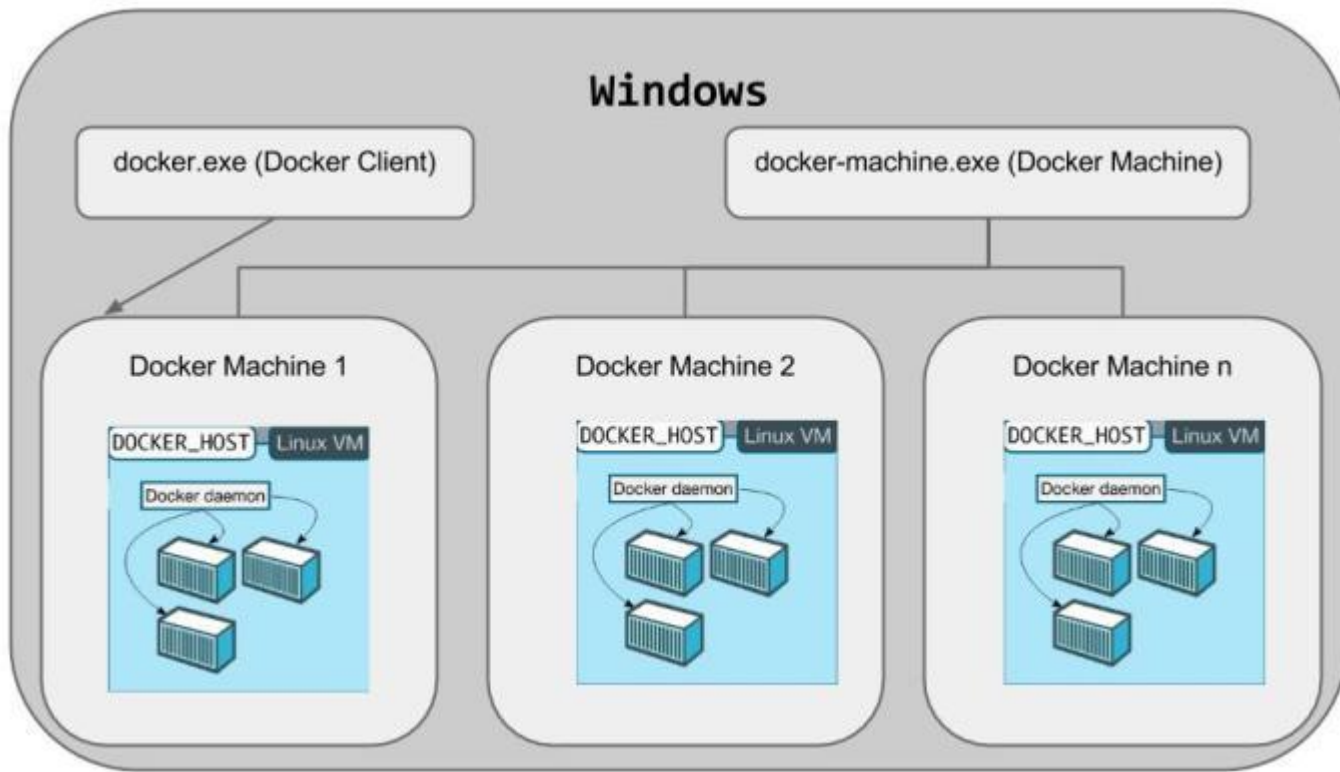 Windows
docker.exe (Docker Client)
docker-machine.exe (Docker Machine)
Docker Machine 1
Docker Machine 2
Docker Machine n
DOCKER_HOST
Linux VM
Docker daemon
DOCKER_HOST
Linux VM
Docker daemon
DOCKER_HOST
Linux VM
Docker daemon